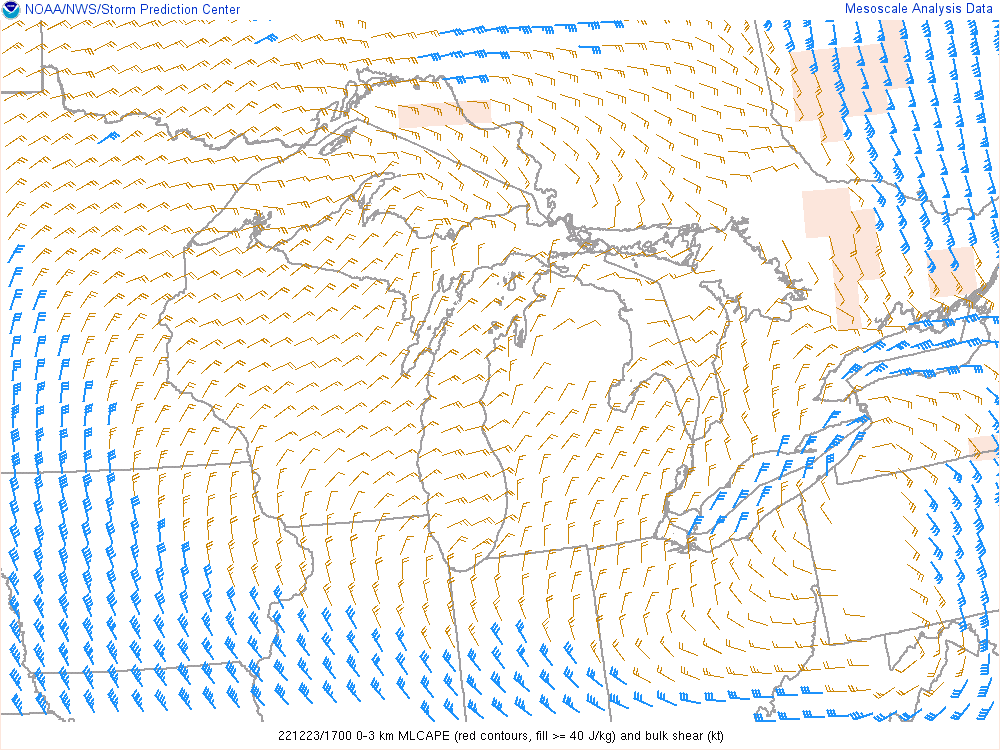 NOAA/NWS/Storm Prediction Center
Mesoscale Analysis Data
221223/1700 0-3 km MLCAPE (red contours, fill >= 40 J/kg) and bulk shear (kt)